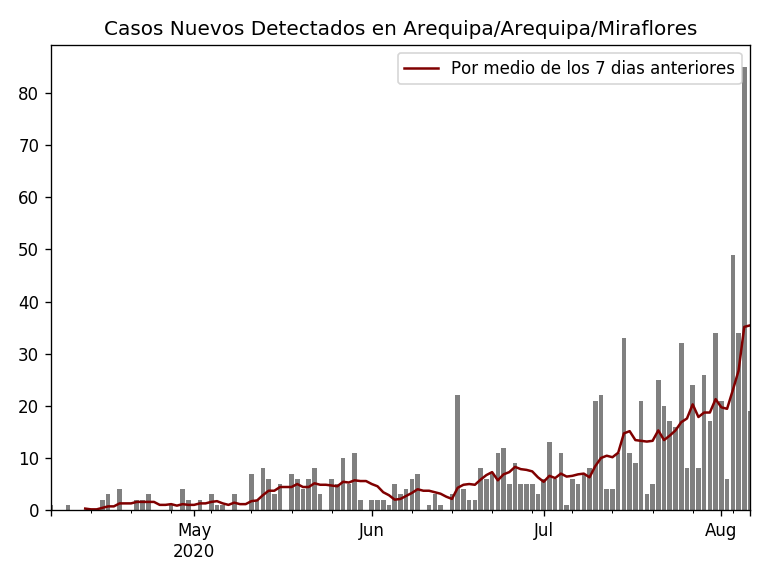 Casos Nuevos Detectados en Arequipa/Arequipa/Miraflores
Por medio de los 7 dias anteriores
80
70
60
50
40
30
20
10
0
May
2020
Jun
Jul
Aug